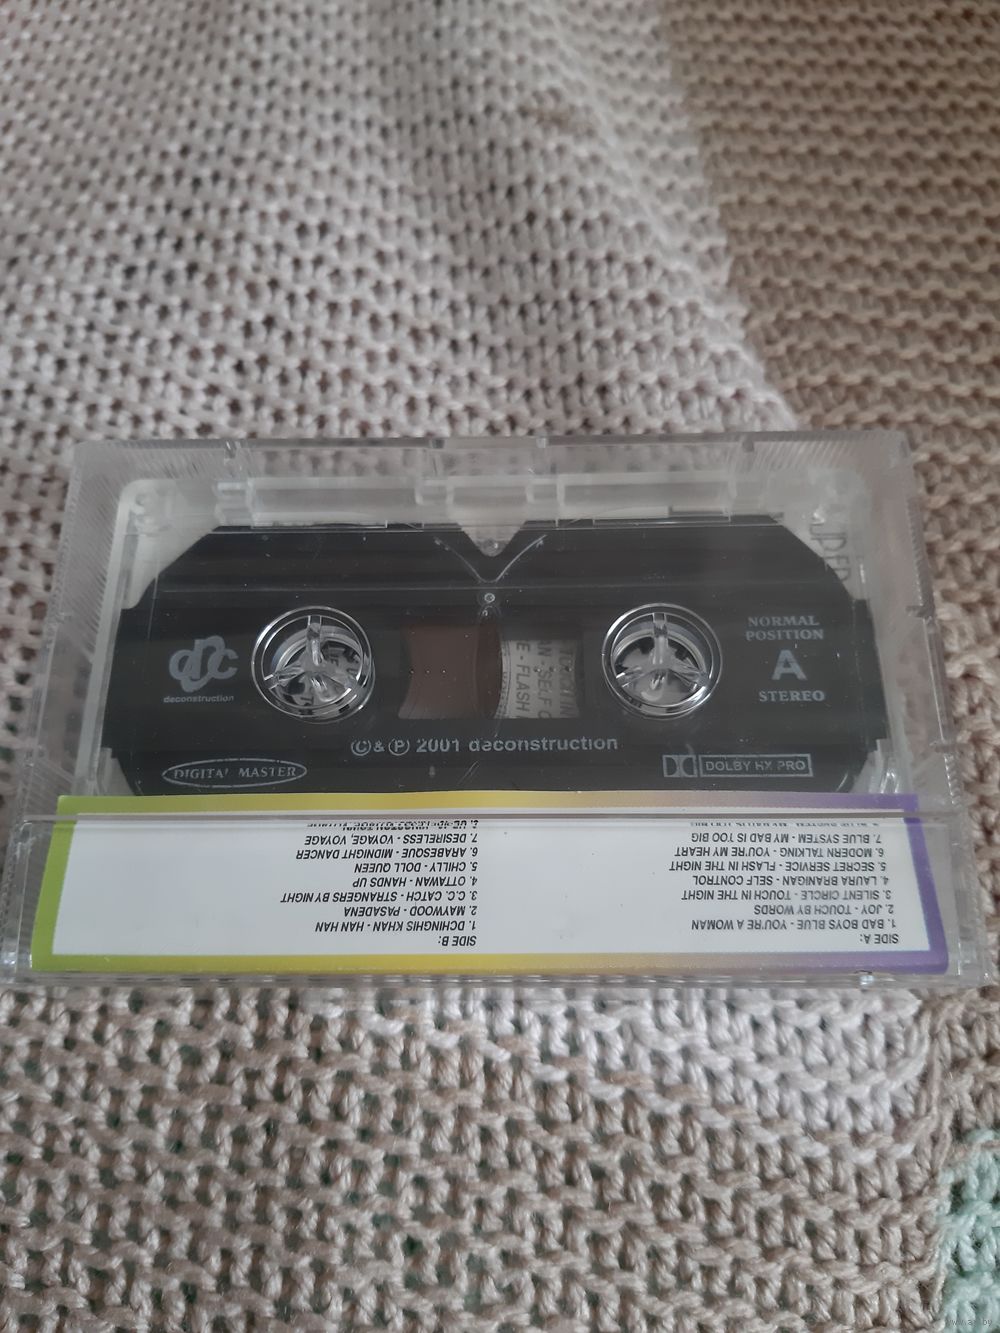 deconstruction
NORMAL
POSITION
A
STEREO
© & ℗ 2001 deconstruction
DIGITAL MASTER
DOLBY HX PRO
SIDE A:
1. BAD BOYS BLUE - YOU'RE A WOMAN
2. JOY - TOUCH BY WORDS
3. SILENT CIRCLE - TOUCH IN THE NIGHT
4. LAURA BRANIGAN - SELF CONTROL
5. SECRET SERVICE - FLASH IN THE NIGHT
6. MODERN TALKING - YOU'RE MY HEART
7. BLUE SYSTEM - MY BAD IS TOO BIG
SIDE B:
1. DCHINGHIS KHAN - HAN HAN
2. MAYWOOD - PASADENA
3. C.C. CATCH - STRANGERS BY NIGHT
4. OTTAWAN - HANDS UP
5. CHILLY - DOLL QUEEN
6. ARABESQUE - MIDNIGHT DANCER
7. DESIRELESS - VOYAGE, VOYAGE